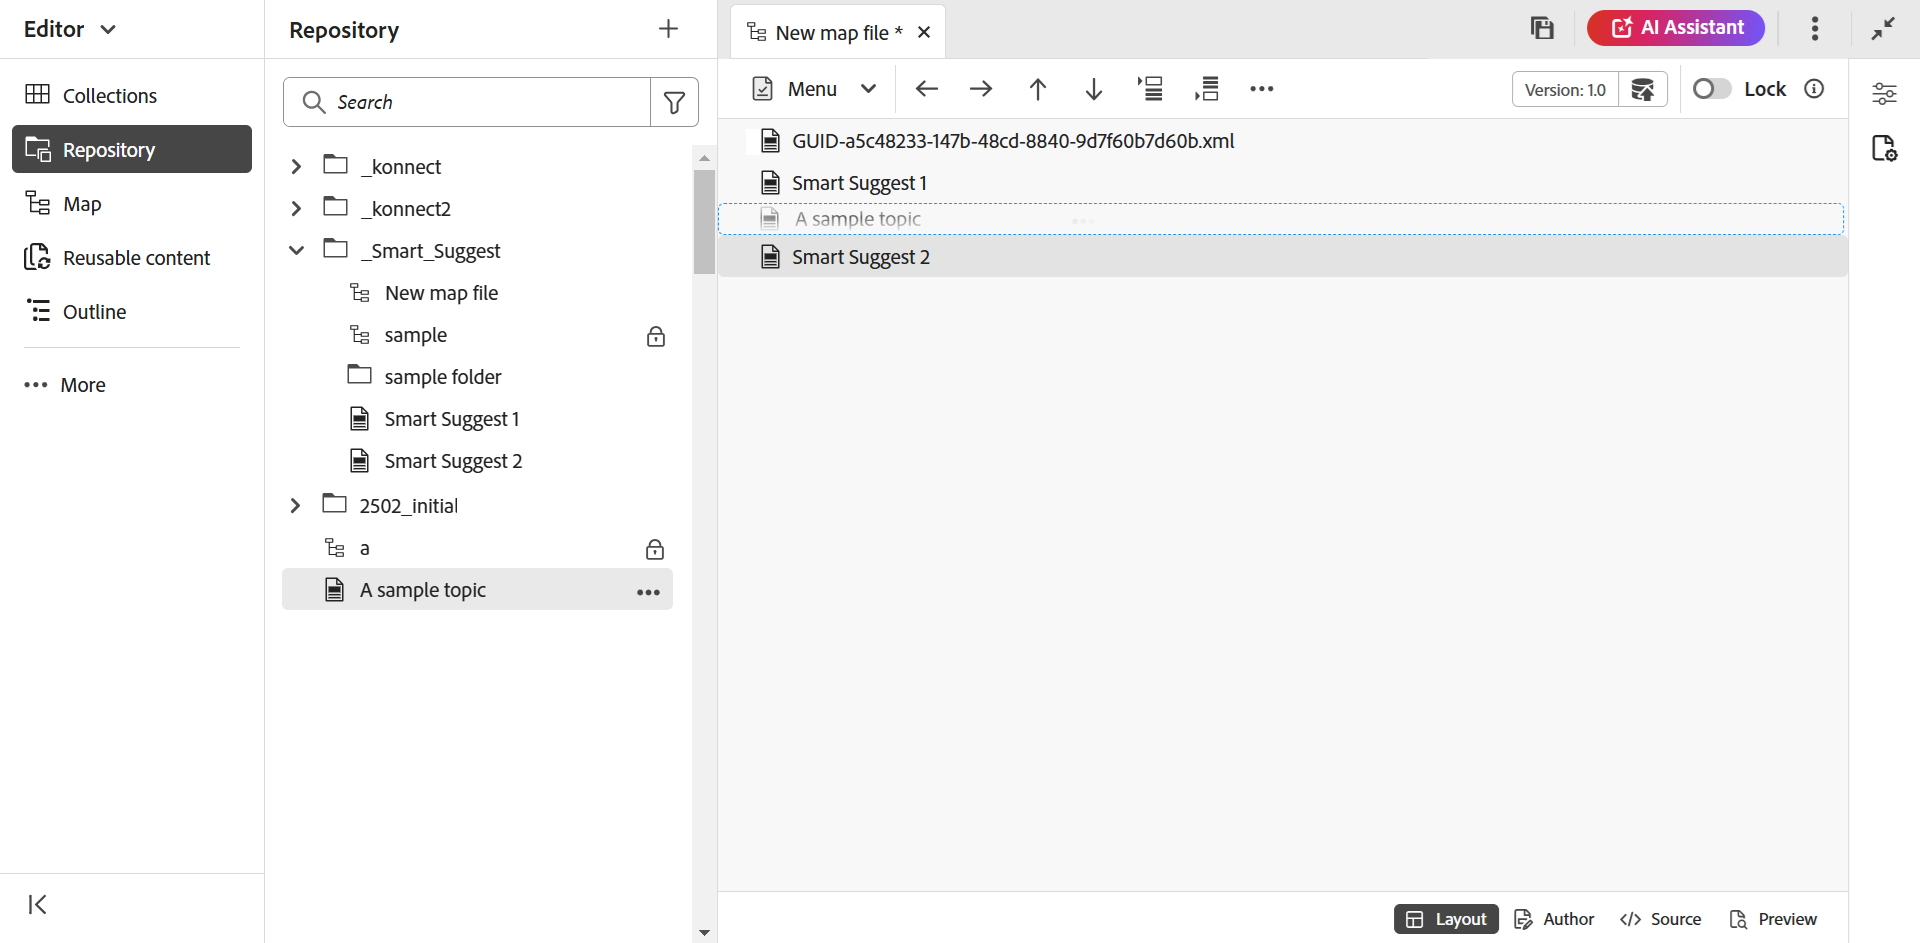 Editor
Collections
Repository
Map
Reusable content
Outline
More
Repository
Search
_konnect
_konnect2
_Smart_Suggest
New map file
sample
sample folder
Smart Suggest 1
Smart Suggest 2
2502_initial
a
A sample topic
New map file *
AI Assistant
Menu
Version: 1.0
Lock
GUID-a5c48233-147b-48cd-8840-9d7f60b7d60b.xml
Smart Suggest 1
A sample topic
Smart Suggest 2
Layout
Author
Source
Preview